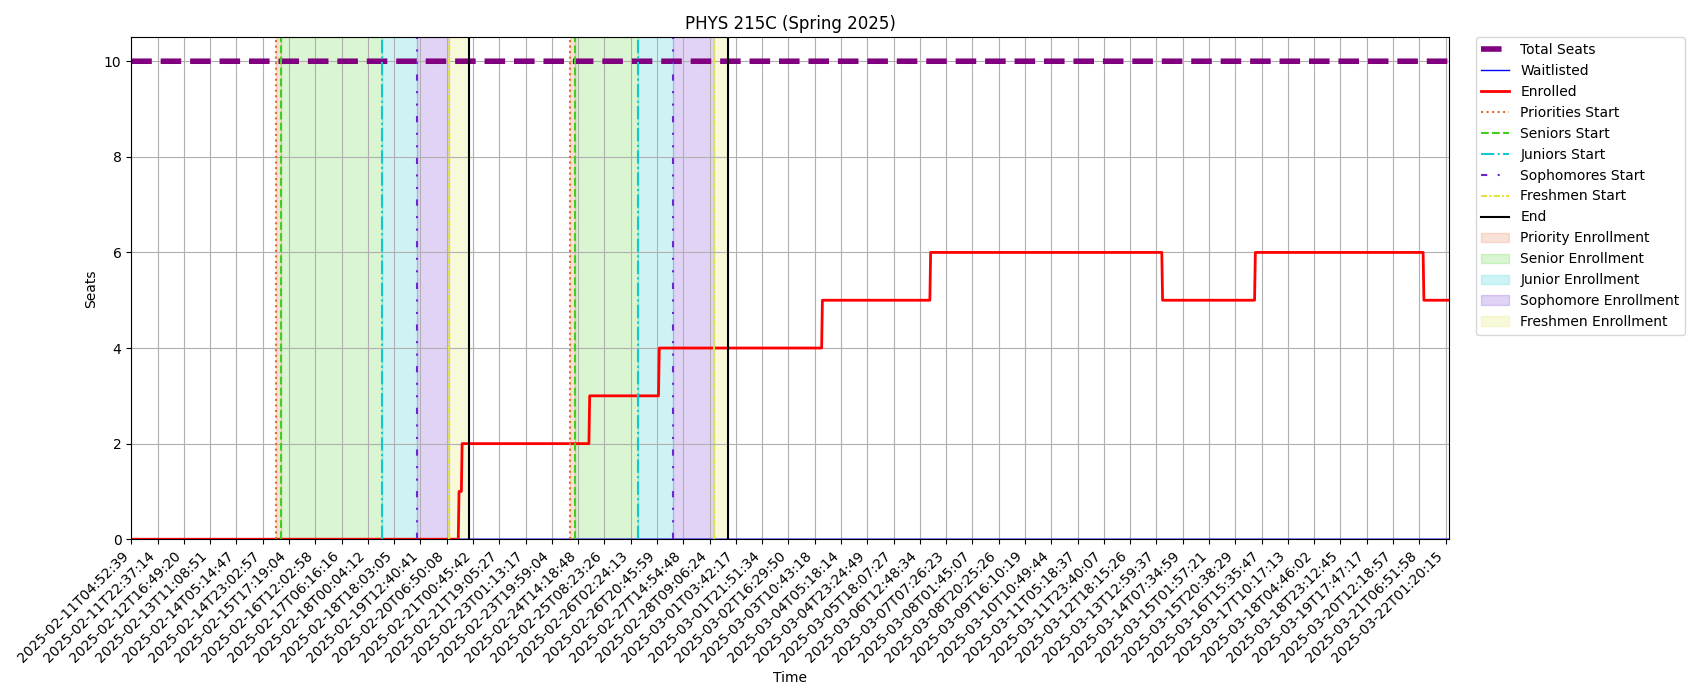 PHYS 215C (Spring 2025)
Seats
10
8
6
4
2
0
2025-02-11T04:52:39
2025-02-11T22:37:14
2025-02-12T16:49:20
2025-02-13T11:08:51
2025-02-14T05:14:47
2025-02-14T23:02:57
2025-02-15T17:19:04
2025-02-16T12:02:58
2025-02-17T06:16:16
2025-02-18T00:04:12
2025-02-18T18:03:05
2025-02-19T12:40:41
2025-02-20T06:50:08
2025-02-21T00:45:42
2025-02-21T19:05:27
2025-02-23T01:13:17
2025-02-23T19:59:04
2025-02-24T14:18:48
2025-02-25T08:23:26
2025-02-26T02:24:13
2025-02-26T20:45:59
2025-02-27T14:54:48
2025-02-28T09:06:24
2025-03-01T03:42:17
2025-03-01T21:51:34
2025-03-02T16:29:50
2025-03-03T10:43:18
2025-03-04T05:18:14
2025-03-04T23:24:49
2025-03-05T18:07:27
2025-03-06T12:48:34
2025-03-07T07:26:23
2025-03-08T01:45:07
2025-03-08T20:25:26
2025-03-09T16:10:19
2025-03-10T10:49:44
2025-03-11T05:18:37
2025-03-11T23:40:07
2025-03-12T18:15:26
2025-03-13T12:59:37
2025-03-14T07:34:59
2025-03-15T01:57:21
2025-03-15T20:38:29
2025-03-16T15:35:47
2025-03-17T10:17:13
2025-03-18T04:46:02
2025-03-18T23:12:45
2025-03-19T17:47:17
2025-03-20T12:18:57
2025-03-21T06:51:58
2025-03-22T01:20:15
Time
Total Seats
Waitlisted
Enrolled
Priorities Start
Seniors Start
Juniors Start
Sophomores Start
Freshmen Start
End
Priority Enrollment
Senior Enrollment
Junior Enrollment
Sophomore Enrollment
Freshmen Enrollment